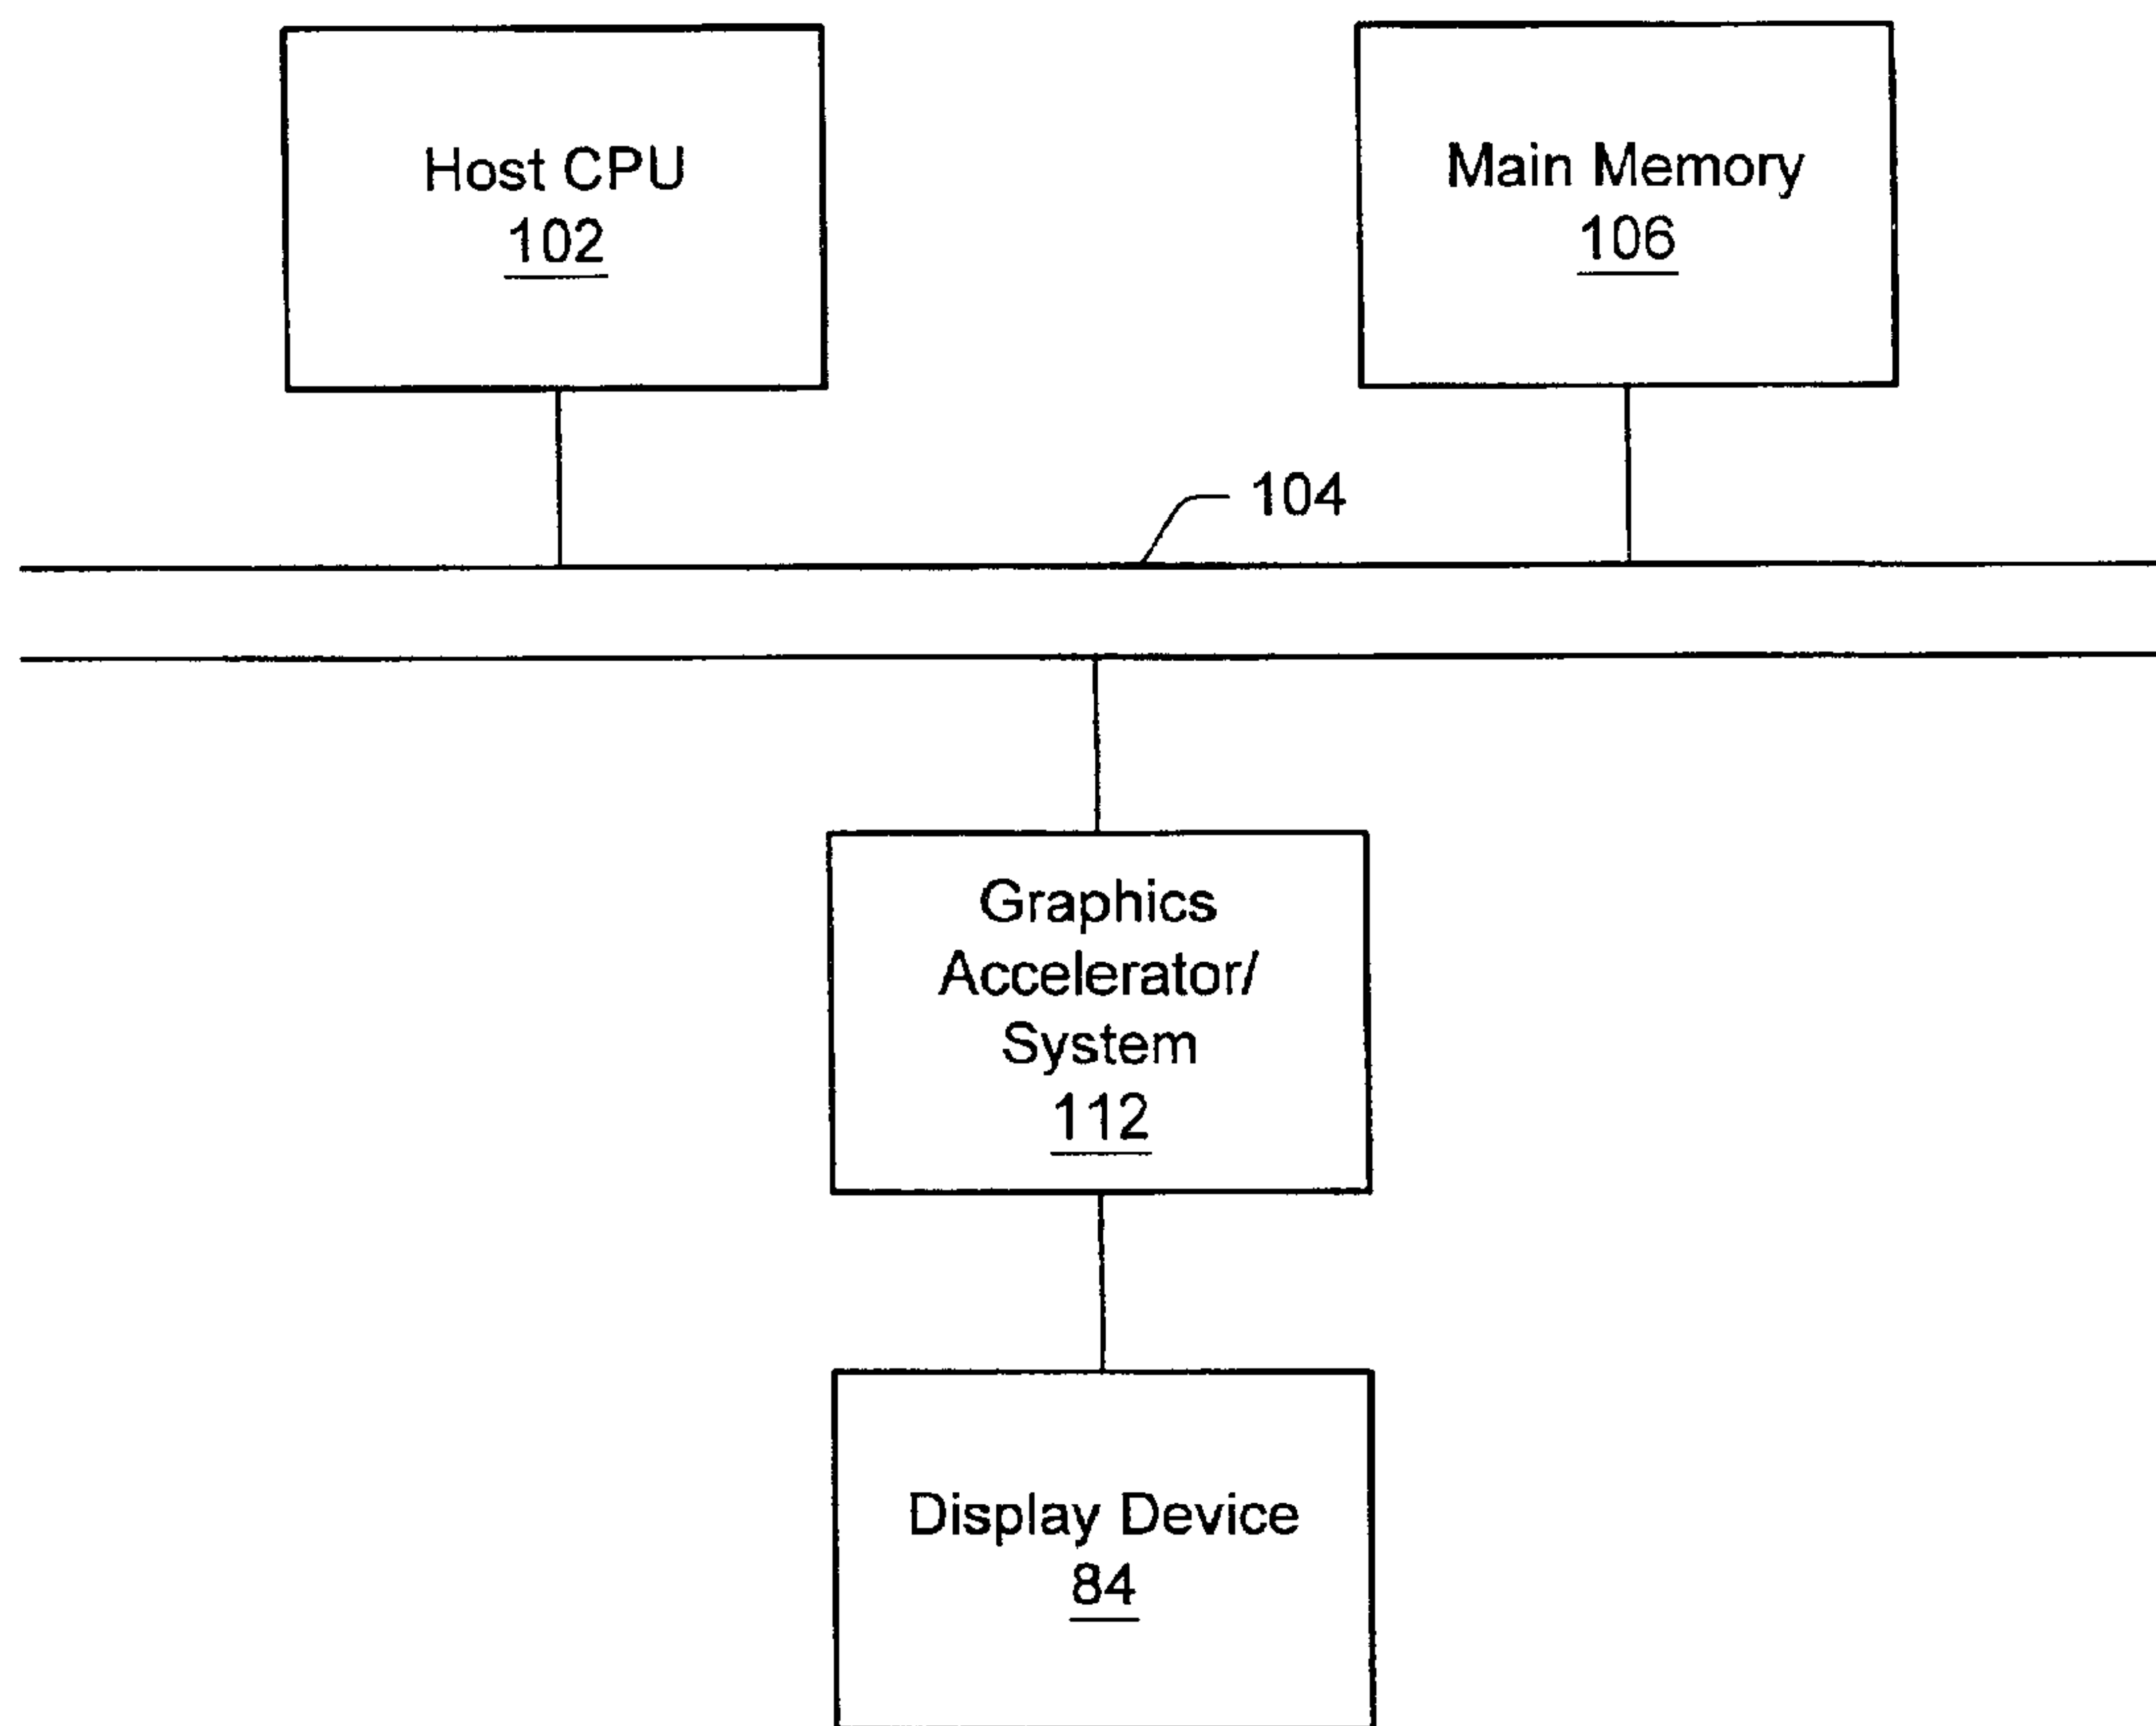 Host CPU
102
Main Memory
106
104
Graphics
Accelerator/
System
112
Display Device
84